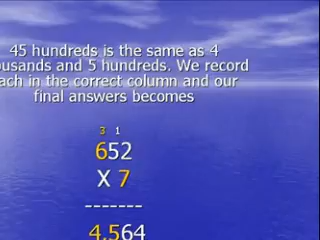 45 hundreds is the same as 4
ousands and 5 hundreds. We record
ach in the correct column and our
final answers becomes
3 1
652
X 7
-------
4,564